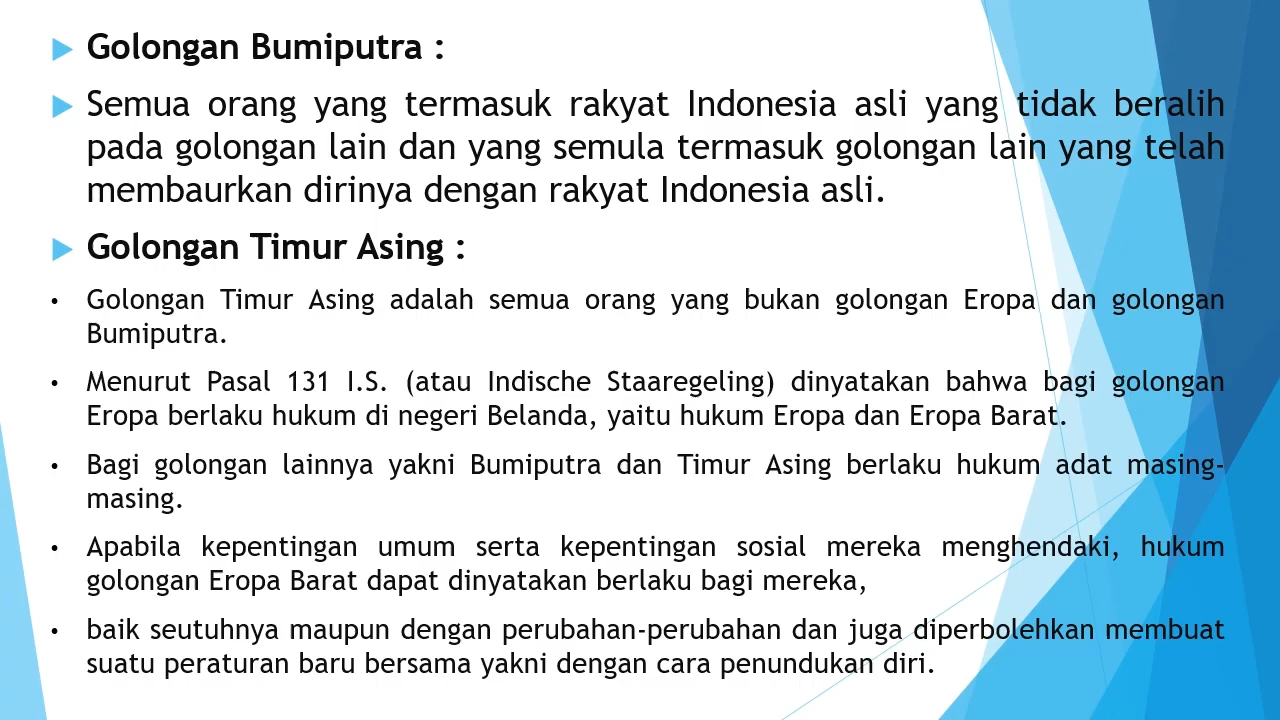 Golongan Bumiputra :
Semua orang yang termasuk rakyat Indonesia asli yang tidak beralih
pada golongan lain dan yang semula termasuk golongan lain yang telah
membaurkan dirinya dengan rakyat Indonesia asli.
Golongan Timur Asing :
• Golongan Timur Asing adalah semua orang yang bukan golongan Eropa dan golongan
Bumiputra.
• Menurut Pasal 131 I.S. (atau Indische Staaregeling) dinyatakan bahwa bagi golongan
Eropa berlaku hukum di negeri Belanda, yaitu hukum Eropa dan Eropa Barat.
• Bagi golongan lainnya yakni Bumiputra dan Timur Asing berlaku hukum adat masing-
masing.
• Apabila kepentingan umum serta kepentingan sosial mereka menghendaki, hukum
golongan Eropa Barat dapat dinyatakan berlaku bagi mereka,
• baik seutuhnya maupun dengan perubahan-perubahan dan juga diperbolehkan membuat
suatu peraturan baru bersama yakni dengan cara penundukan diri.